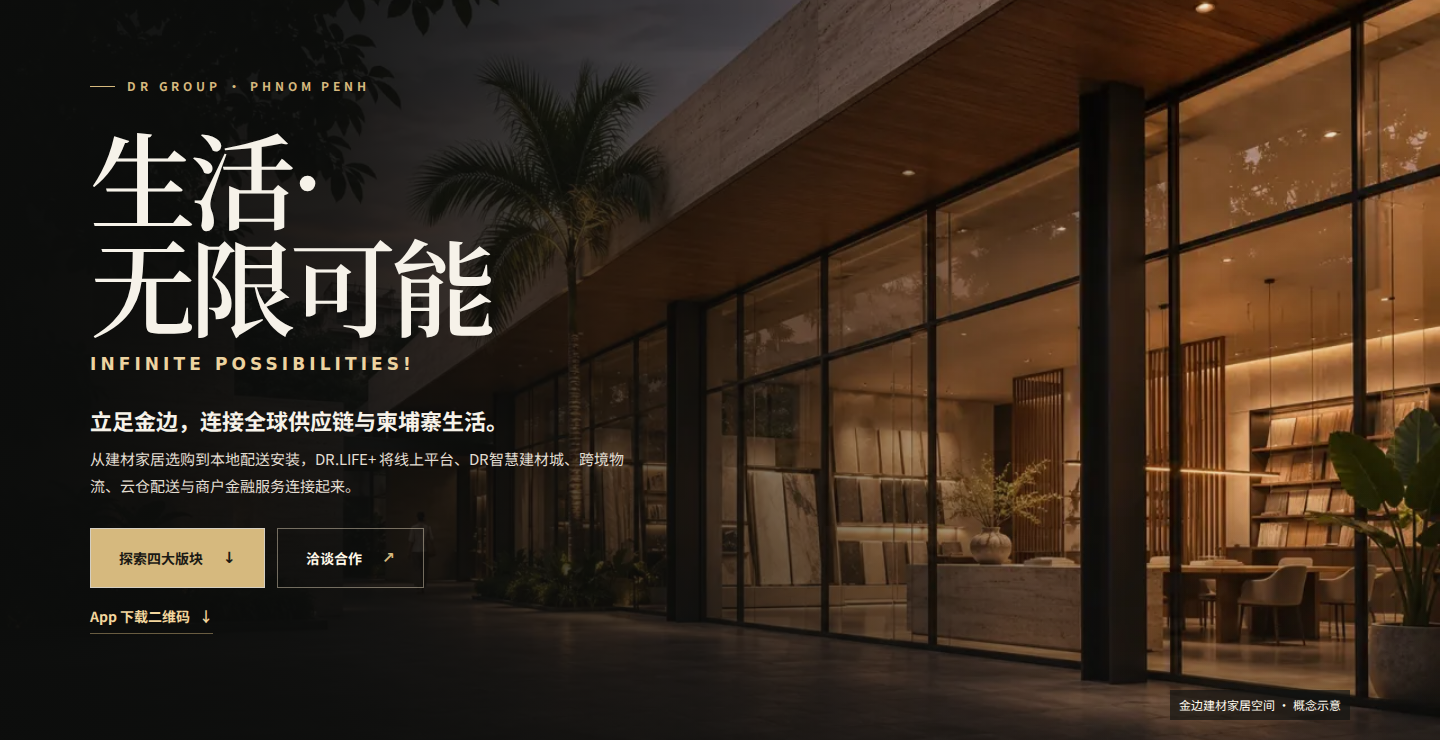 DR GROUP • PHNOM PENH
生活·
无限可能
INFINITE POSSIBILITIES!
立足金边，连接全球供应链与柬埔寨生活。
从建材家居选购到本地配送安装，DR.LIFE+ 将线上平台、DR智慧建材城、跨境物
流、云仓配送与商户金融服务连接起来。
探索四大版块 ↓
洽谈合作 ↗
App 下载二维码 ↓
金边建材家居空间 · 概念示意